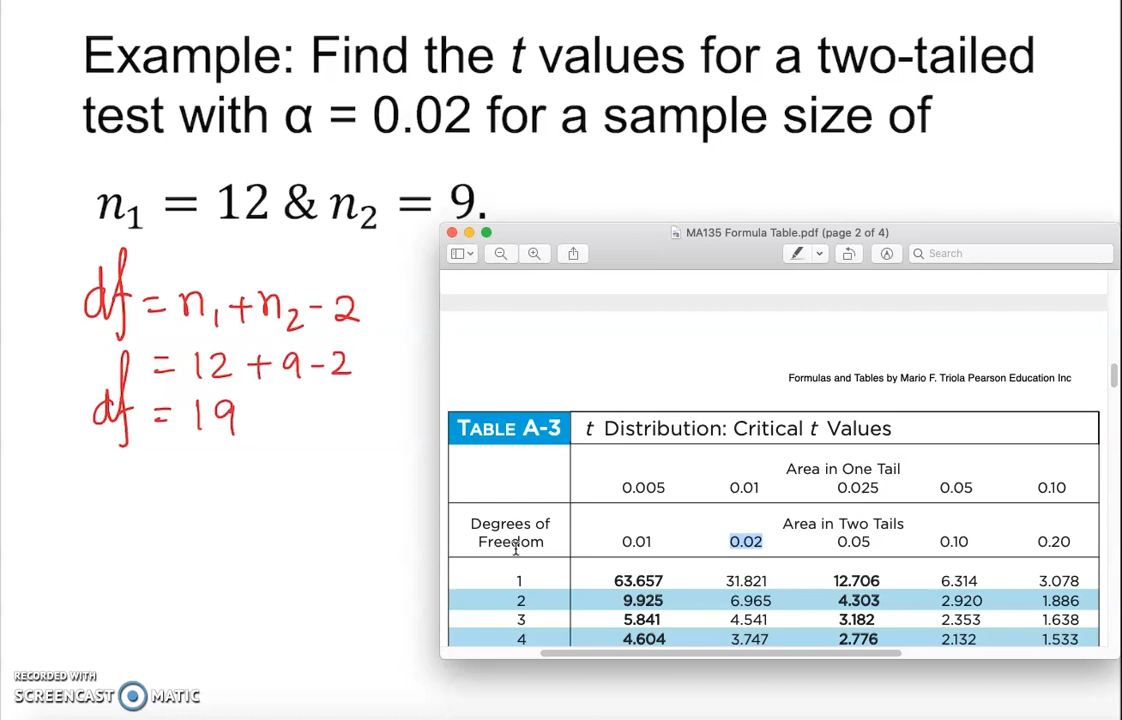 Example: Find the t values for a two-tailed
test with α = 0.02 for a sample size of
n₁ = 12 & n₂ = 9.
df = n₁ + n₂ - 2
= 12 + 9 - 2
df = 19
MA135 Formula Table.pdf (page 2 of 4)
Search
Formulas and Tables by Mario F. Triola Pearson Education Inc
TABLE A-3 t Distribution: Critical t Values
Area in One Tail
0.005 0.01 0.025 0.05 0.10
Degrees of Area in Two Tails
Freedom 0.01 0.02 0.05 0.10 0.20
1 63.657 31.821 12.706 6.314 3.078
2 9.925 6.965 4.303 2.920 1.886
3 5.841 4.541 3.182 2.353 1.638
4 4.604 3.747 2.776 2.132 1.533
RECORDED WITH
SCREENCAST MATIC